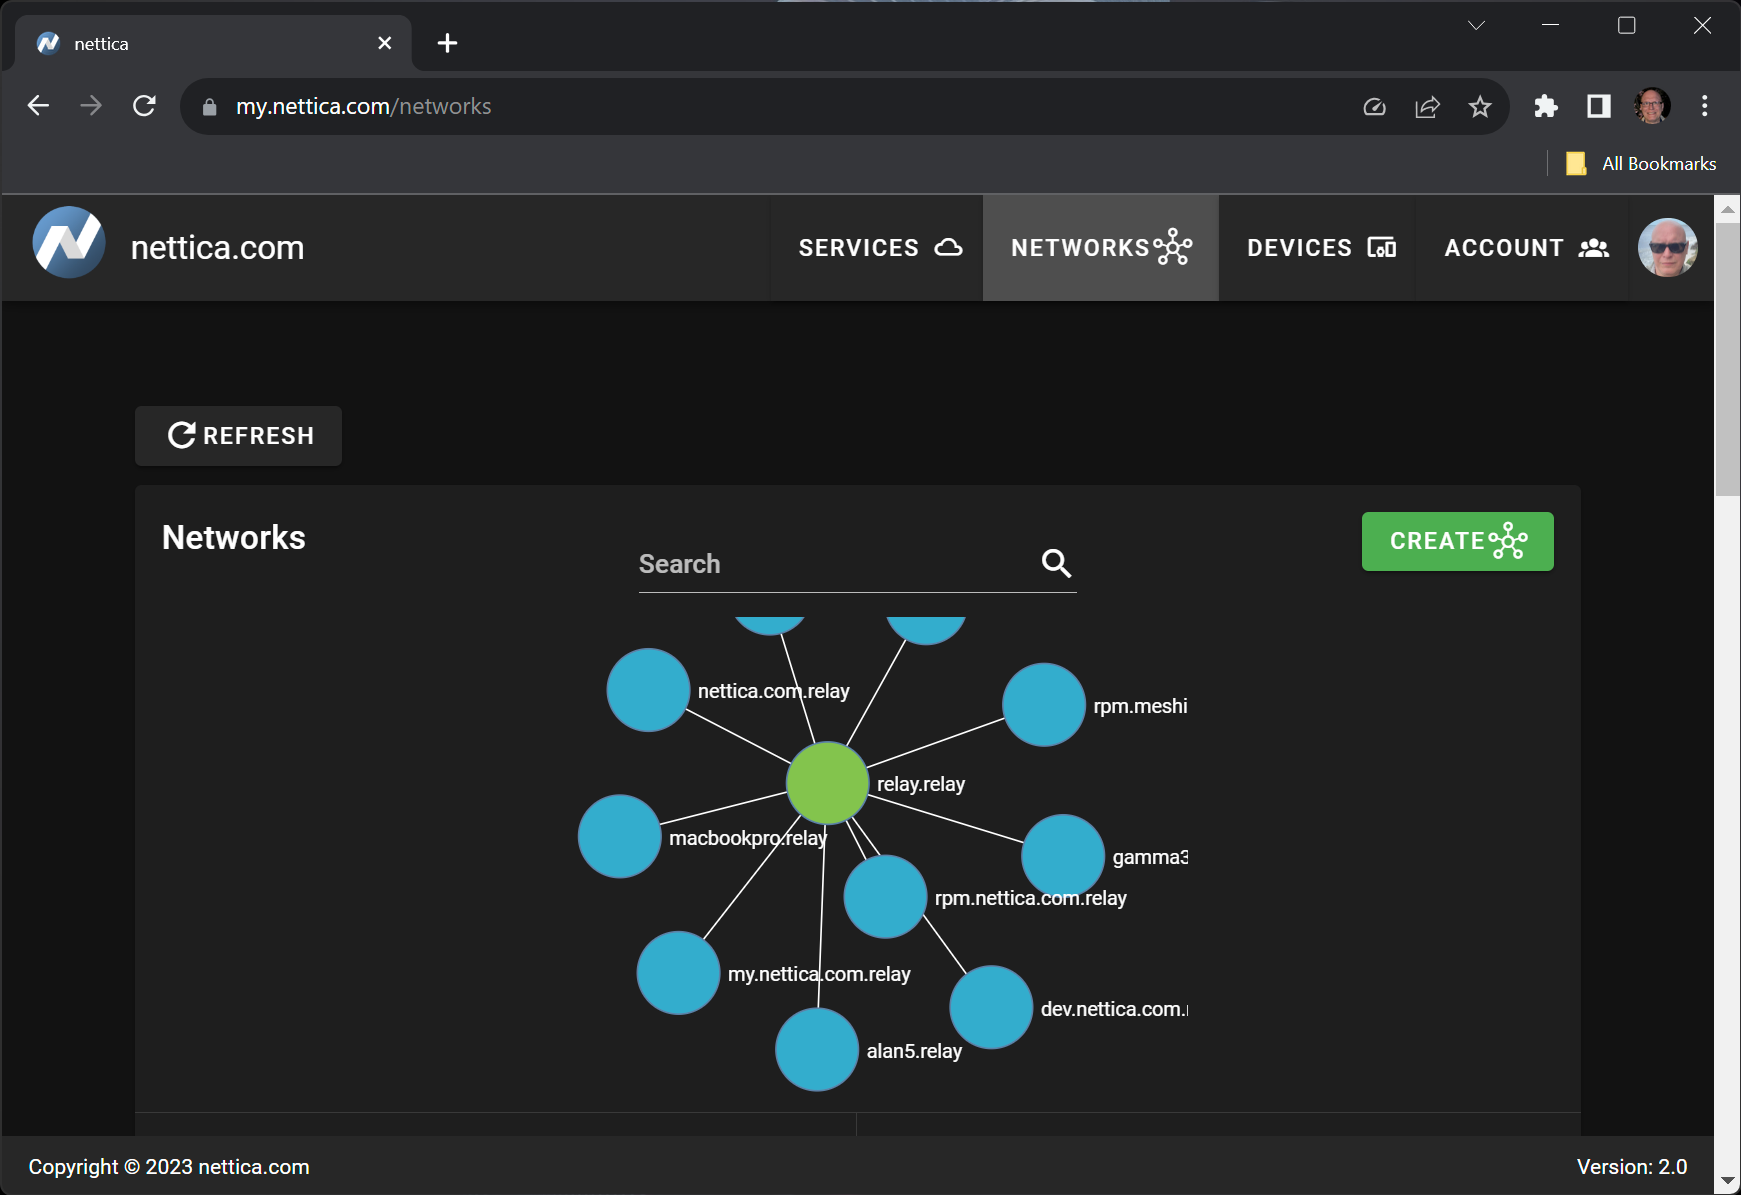 nettica
my.nettica.com/networks
All Bookmarks
nettica.com
SERVICES
NETWORKS
DEVICES
ACCOUNT
REFRESH
Networks
Search
CREATE
nettica.com.relay
rpm.meshi
relay.relay
macbookpro.relay
gamma3
rpm.nettica.com.relay
my.nettica.com.relay
dev.nettica.com.
alan5.relay
Copyright © 2023 nettica.com
Version: 2.0